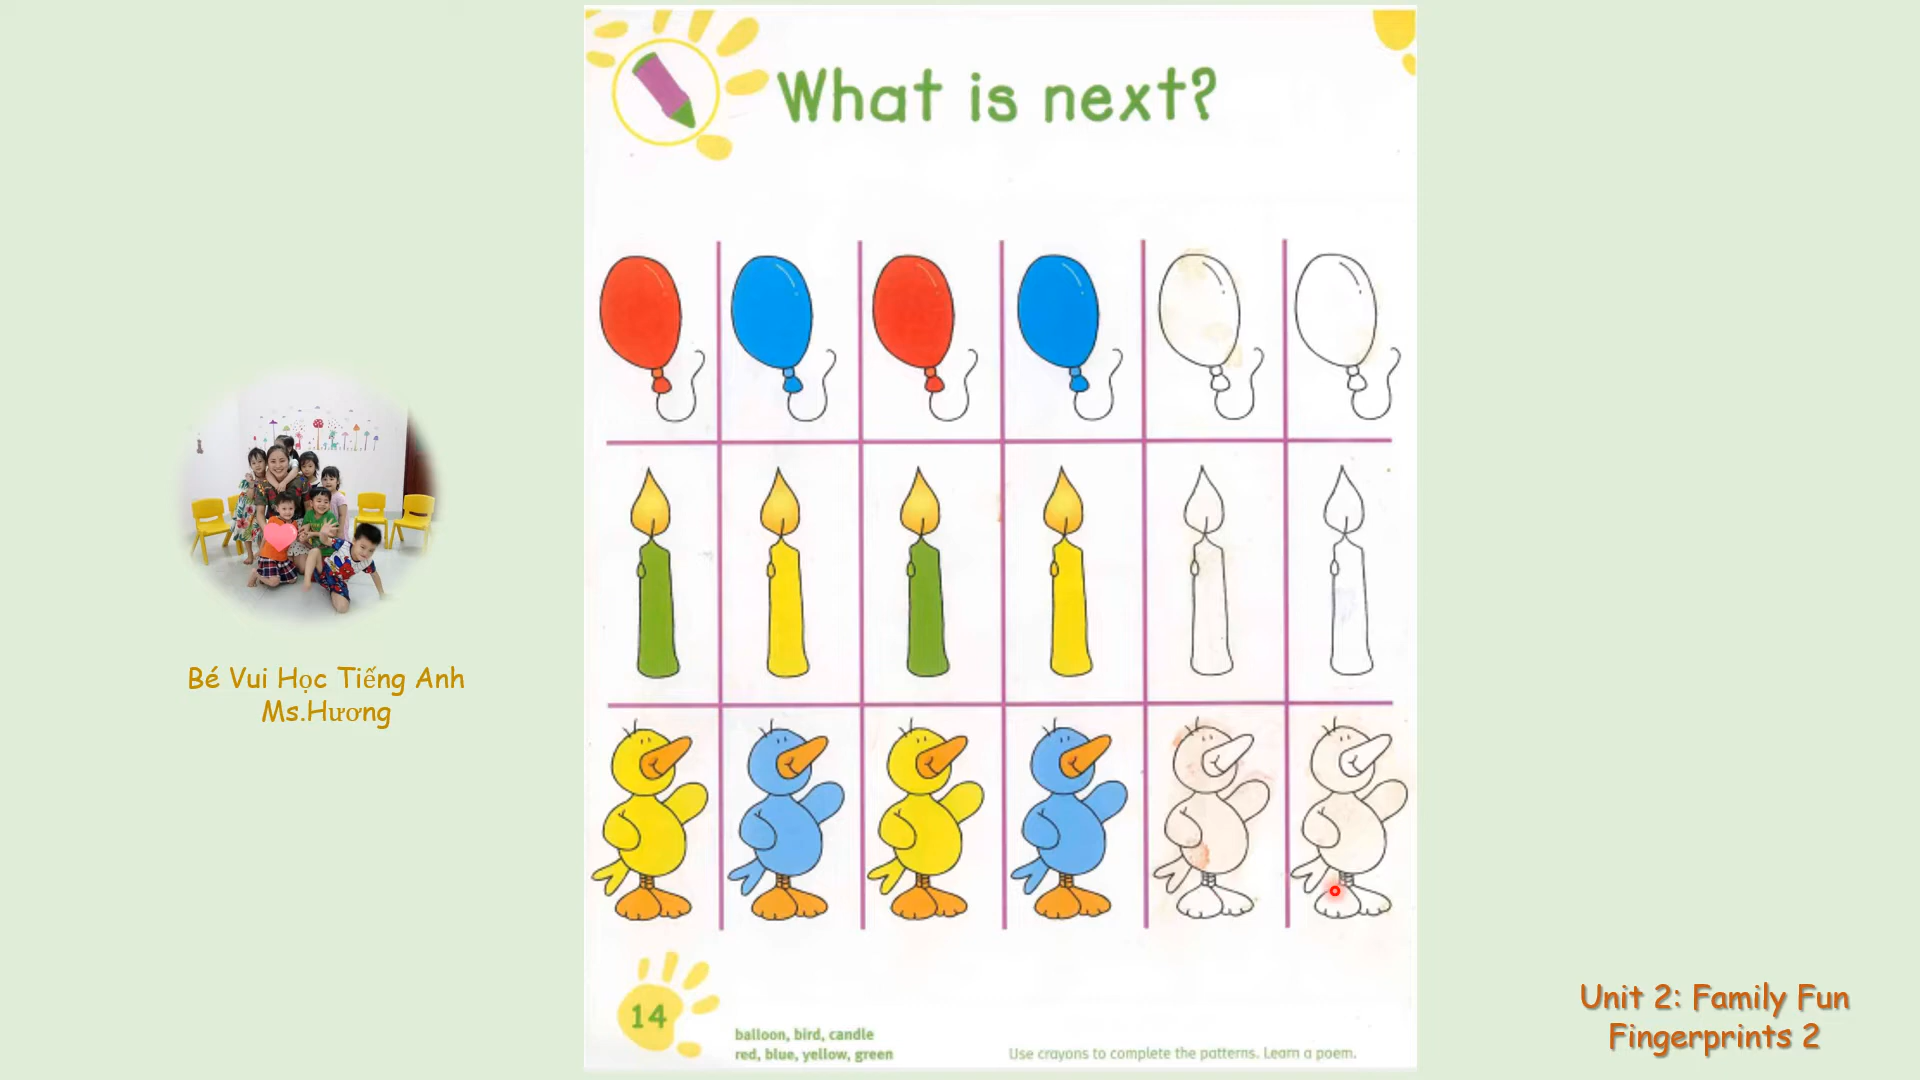 What is next?
Bé Vui Học Tiếng Anh
Ms.Hương
14
balloon, bird, candle
red, blue, yellow, green
Use crayons to complete the patterns. Learn a poem.
Unit 2: Family Fun
Fingerprints 2